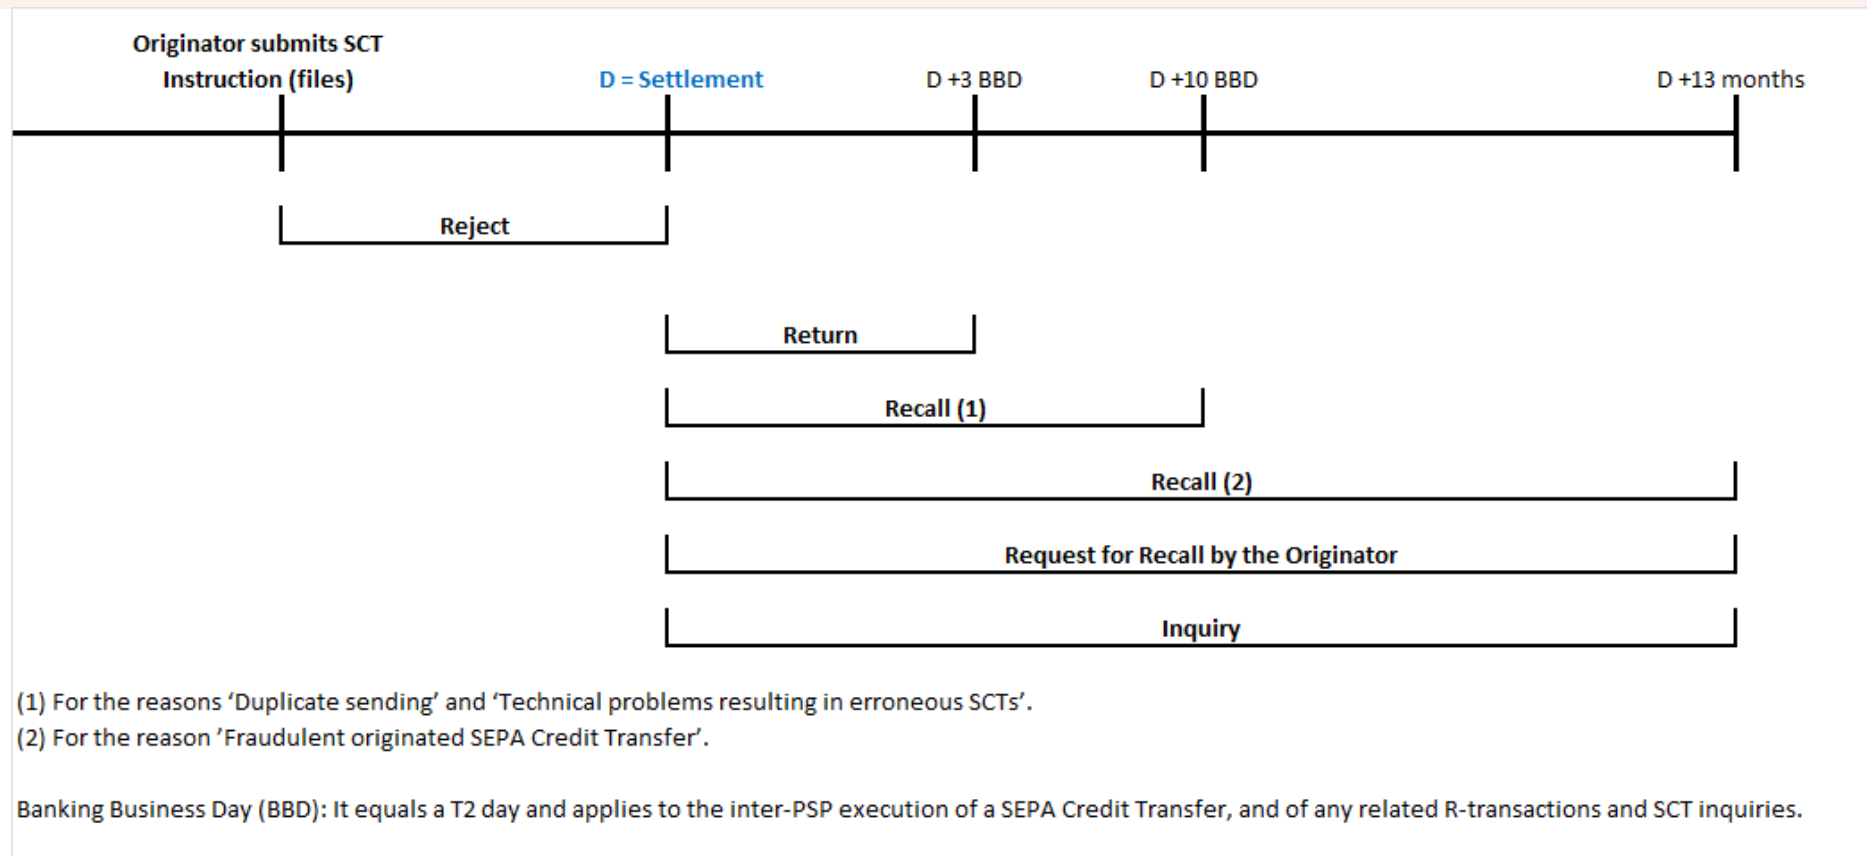 Originator submits SCT
Instruction (files)
D = Settlement
D +3 BBD
D +10 BBD
D +13 months
Reject
Return
Recall (1)
Recall (2)
Request for Recall by the Originator
Inquiry
(1) For the reasons ‘Duplicate sending’ and ‘Technical problems resulting in erroneous SCTs’.
(2) For the reason ’Fraudulent originated SEPA Credit Transfer’.
Banking Business Day (BBD): It equals a T2 day and applies to the inter-PSP execution of a SEPA Credit Transfer, and of any related R-transactions and SCT inquiries.